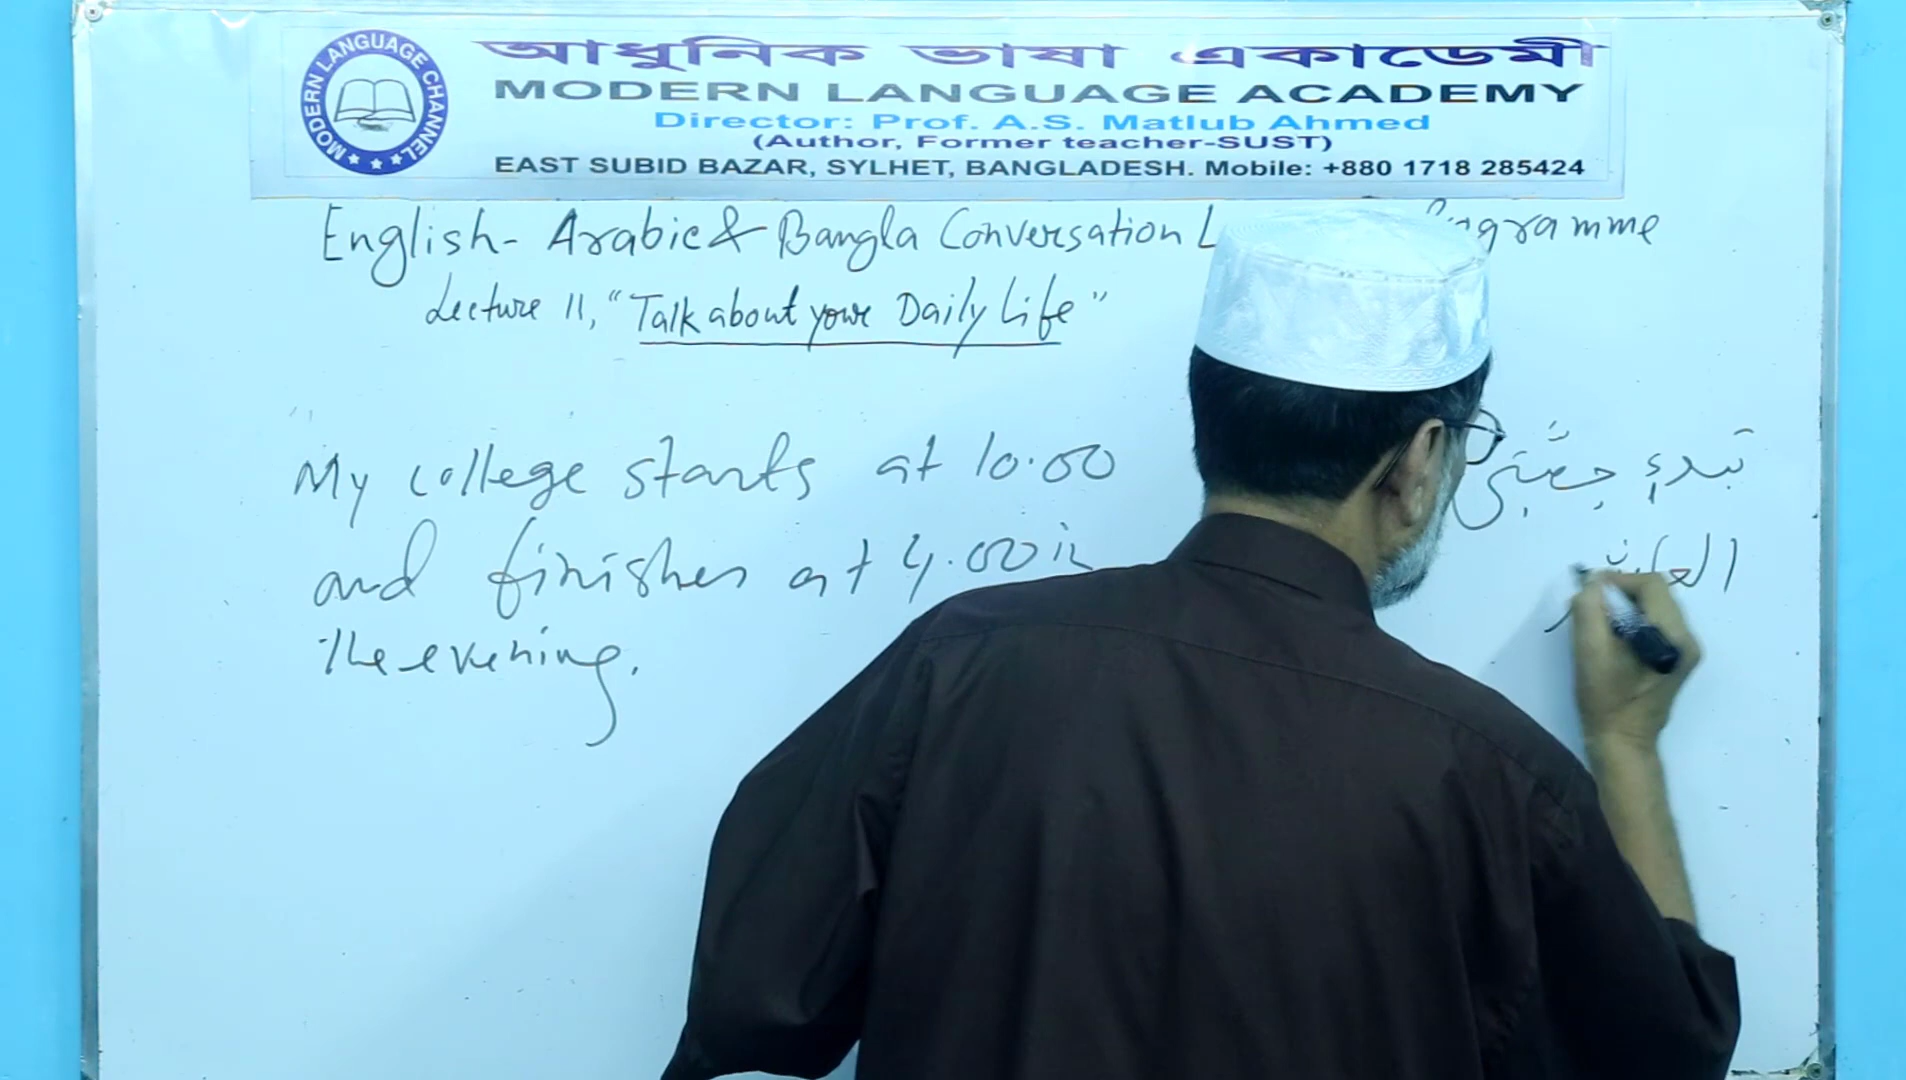 MODERN LANGUAGE CHANNEL
আধুনিক ভাষা একাডেমী
MODERN LANGUAGE ACADEMY
Director: Prof. A.S. Matlub Ahmed
(Author, Former teacher-SUST)
EAST SUBID BAZAR, SYLHET, BANGLADESH. Mobile: +880 1718 285424
English- Arabic & Bangla Conversation L
Lecture 11, "Talk about your Daily Life"
My college starts at 10.00
and finishes at 4.00 in
the evening.